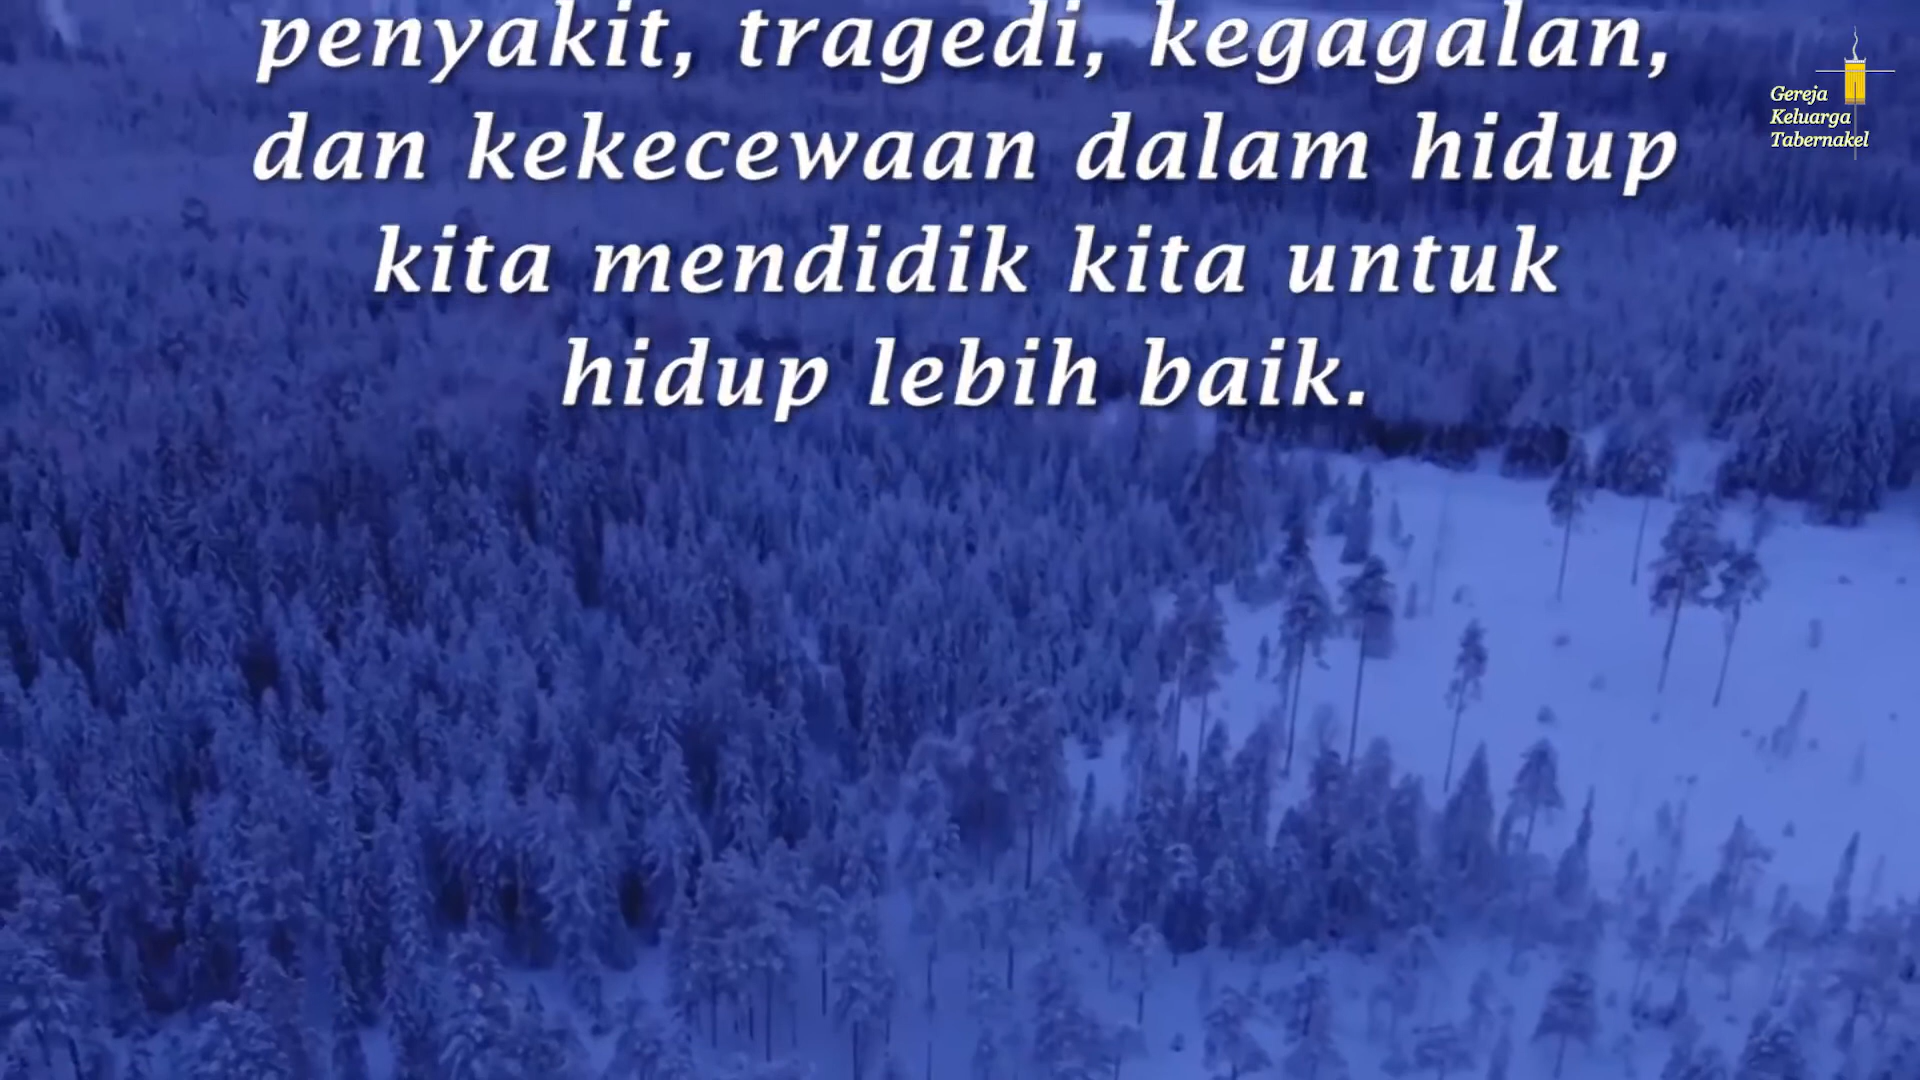 penyakit, tragedi, kegagalan,
dan kekecewaan dalam hidup
kita mendidik kita untuk
hidup lebih baik.
Gereja
Keluarga
Tabernakel